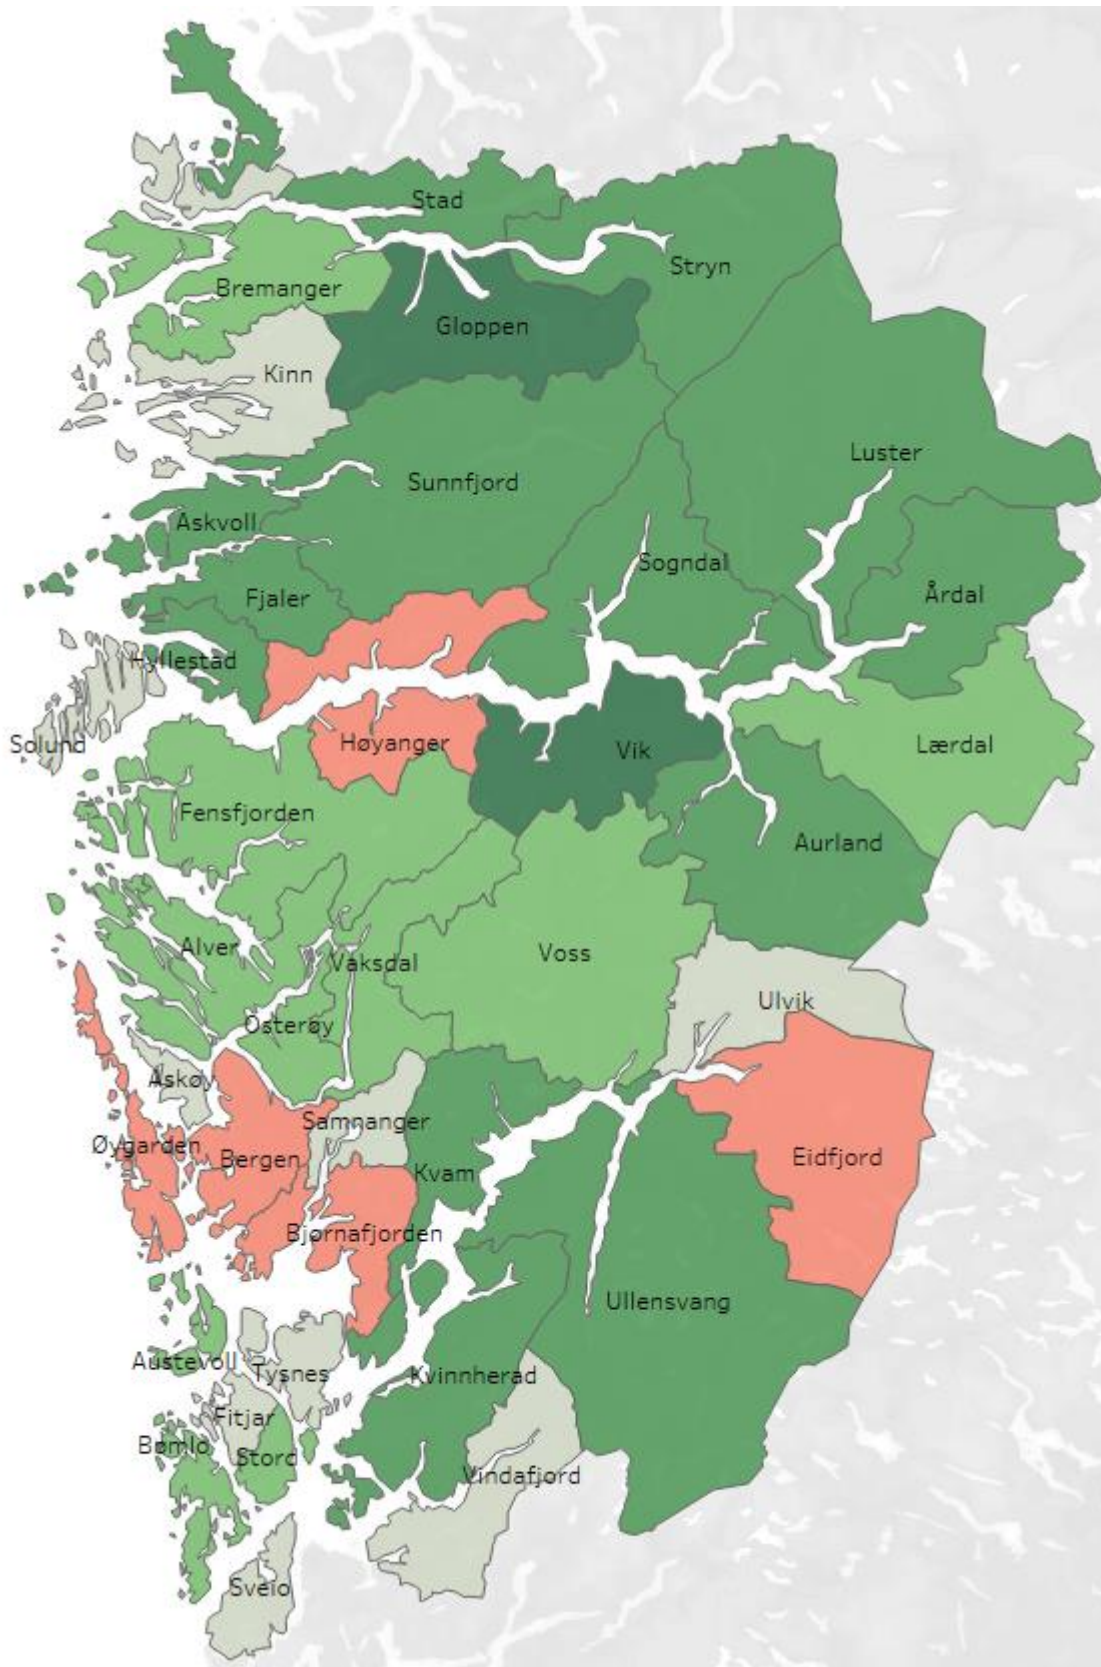 Stad
Stryn
Bremanger
Gloppen
Kinn
Luster
Sunnfjord
Askvoll
Sogndal
Årdal
Fjaler
Hyllestad
Solund
Høyanger
Vik
Lærdal
Fensfjorden
Aurland
Alver
Voss
Vaksdal
Ulvik
Osterøy
Askøy
Samnanger
Øygarden
Bergen
Eidfjord
Kvam
Bjørnafjorden
Ullensvang
Austevoll
Tysnes
Kvinnherad
Fitjar
Bømlo
Stord
Vindafjord
Sveio